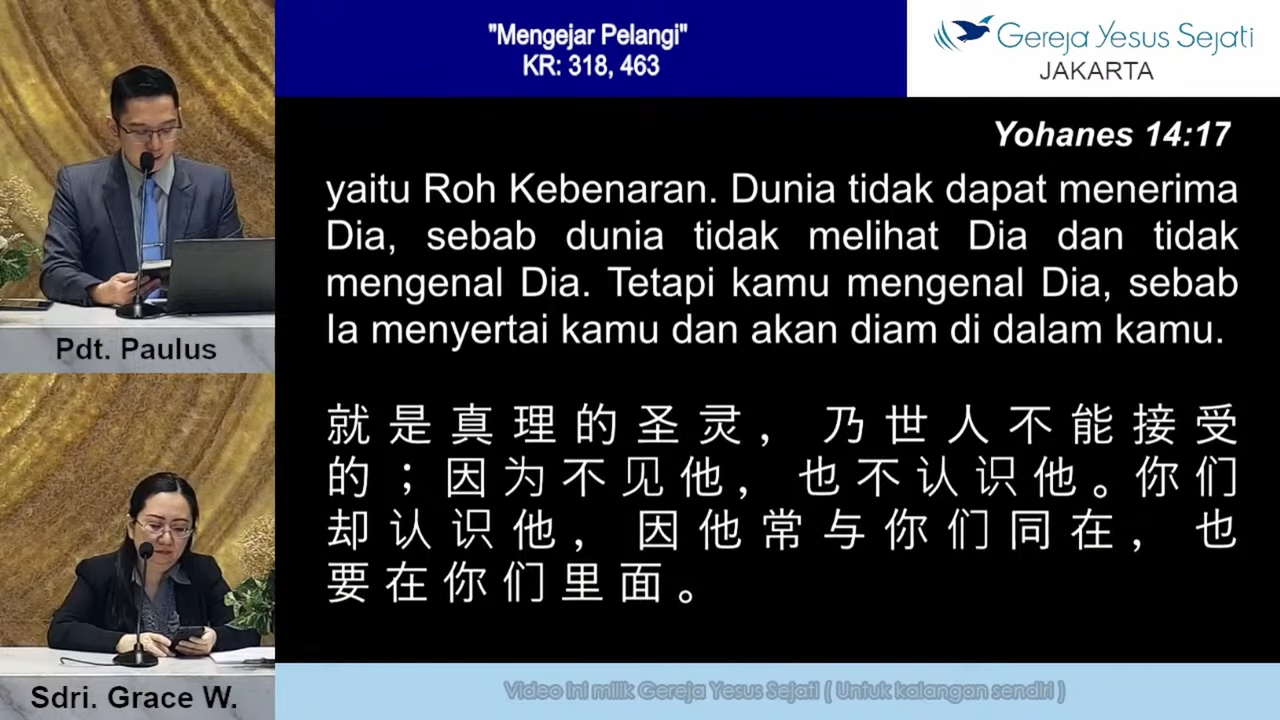 "Mengejar Pelangi"
KR: 318, 463
Gereja Yesus Sejati
JAKARTA
Yohanes 14:17
yaitu Roh Kebenaran. Dunia tidak dapat menerima
Dia, sebab dunia tidak melihat Dia dan tidak
mengenal Dia. Tetapi kamu mengenal Dia, sebab
Ia menyertai kamu dan akan diam di dalam kamu.
就是真理的圣灵，乃世人不能接受
的；因为不见他，也不认识他。你们
却认识他，因他常与你们同在，也
要在你们里面。
Pdt. Paulus
Sdri. Grace W.
Video ini milik Gereja Yesus Sejati ( Untuk kalangan sendiri )